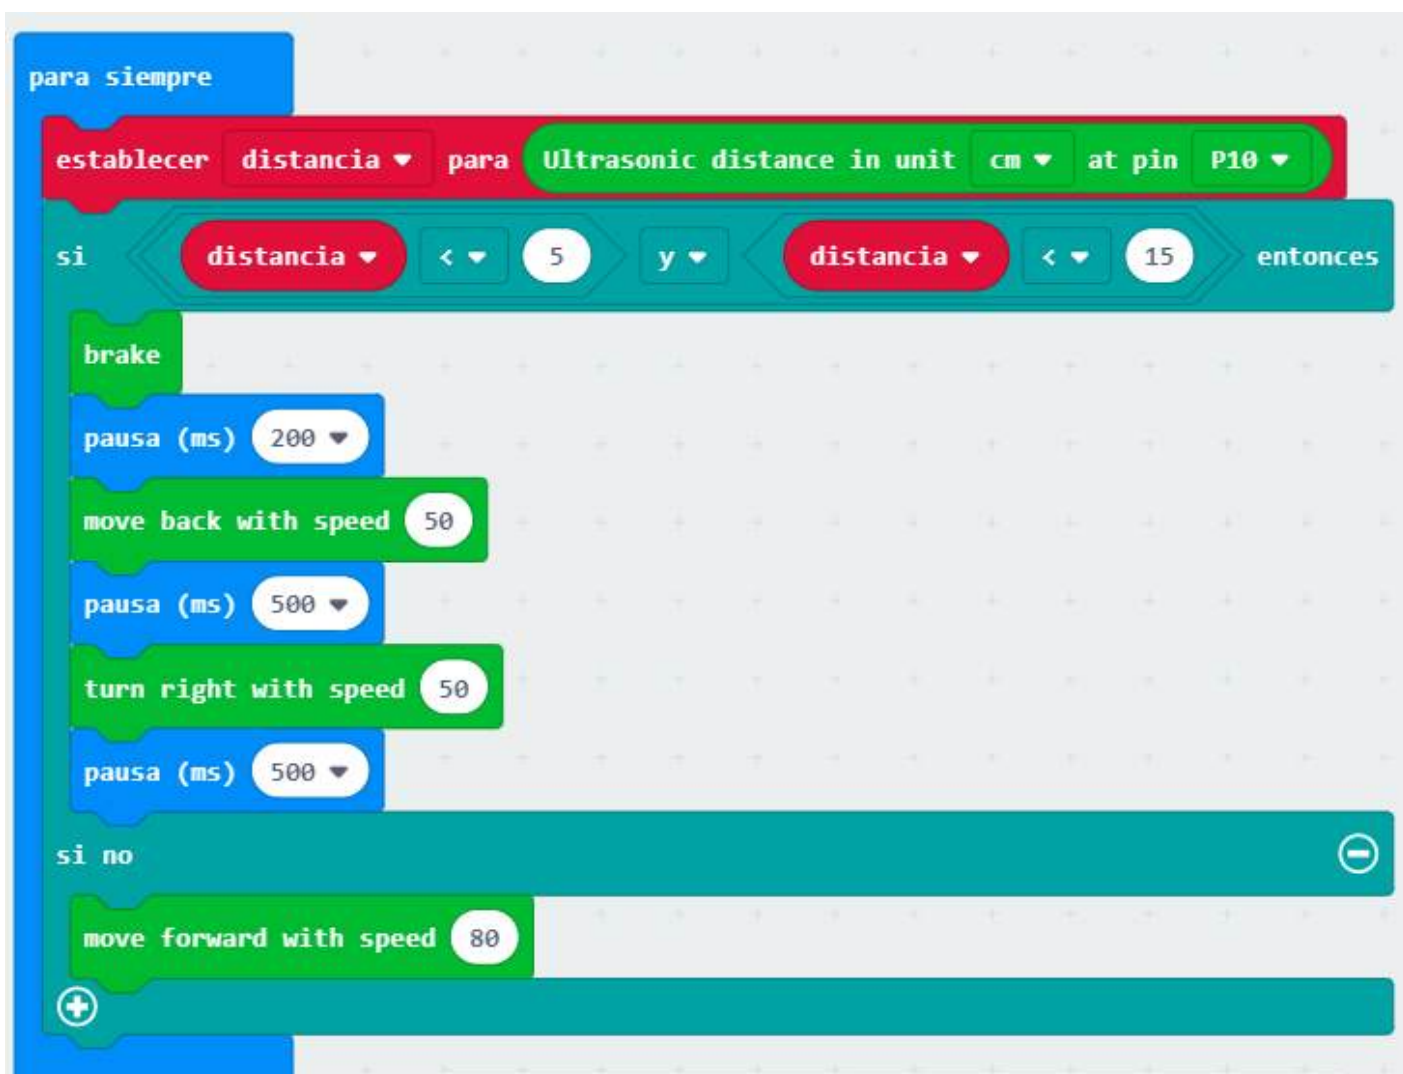 para siempre
establecer distancia para Ultrasonic distance in unit cm at pin P10
si distancia < 5 y distancia < 15 entonces
brake
pausa (ms) 200
move back with speed 50
pausa (ms) 500
turn right with speed 50
pausa (ms) 500
si no
move forward with speed 80